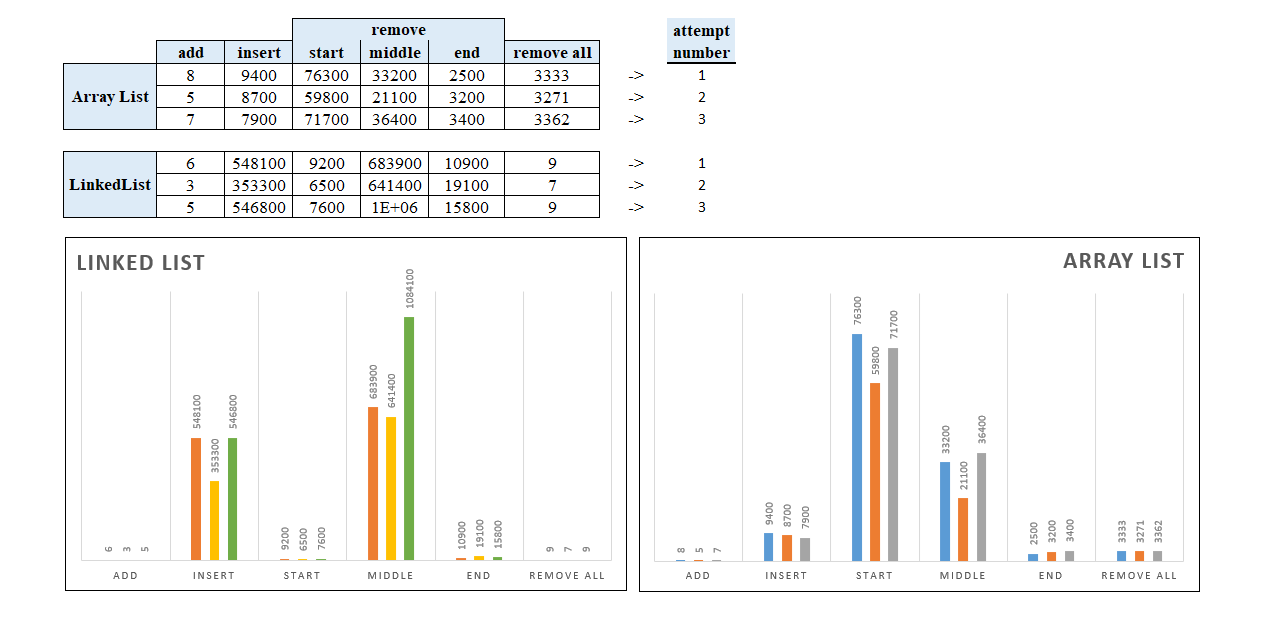 remove
attempt
add insert start middle end remove all number
8 9400 76300 33200 2500 3333 -> 1
Array List 5 8700 59800 21100 3200 3271 -> 2
7 7900 71700 36400 3400 3362 -> 3
6 548100 9200 683900 10900 9 -> 1
LinkedList 3 353300 6500 641400 19100 7 -> 2
5 546800 7600 1E+06 15800 9 -> 3
LINKED LIST
6 3 5 548100 353300 546800 9200 6500 7600 683900 641400 1084100 10900 19100 15800 9 7 9
ADD INSERT START MIDDLE END REMOVE ALL
ARRAY LIST
8 5 7 9400 8700 7900 76300 59800 71700 33200 21100 36400 2500 3200 3400 3333 3271 3362
ADD INSERT START MIDDLE END REMOVE ALL